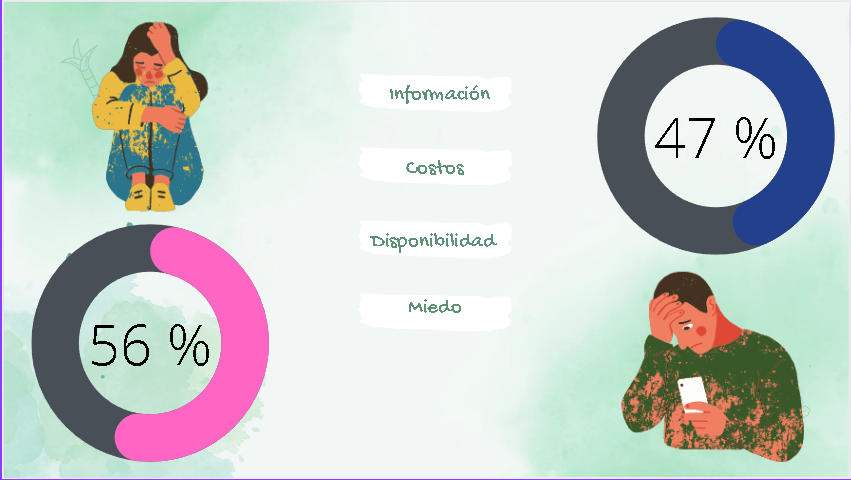 Información
47 %
Costos
Disponibilidad
Miedo
56 %